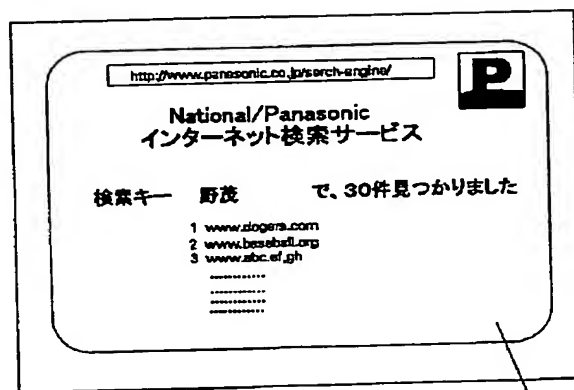 http://www.panasonic.co.jp/serch-engine/
P
National/Panasonic
インターネット検索サービス
検索キー 野茂 で、30件見つかりました
1 www.dogers.com
2 www.baseball.org
3 www.abc.ef.gh
............
............
............
............